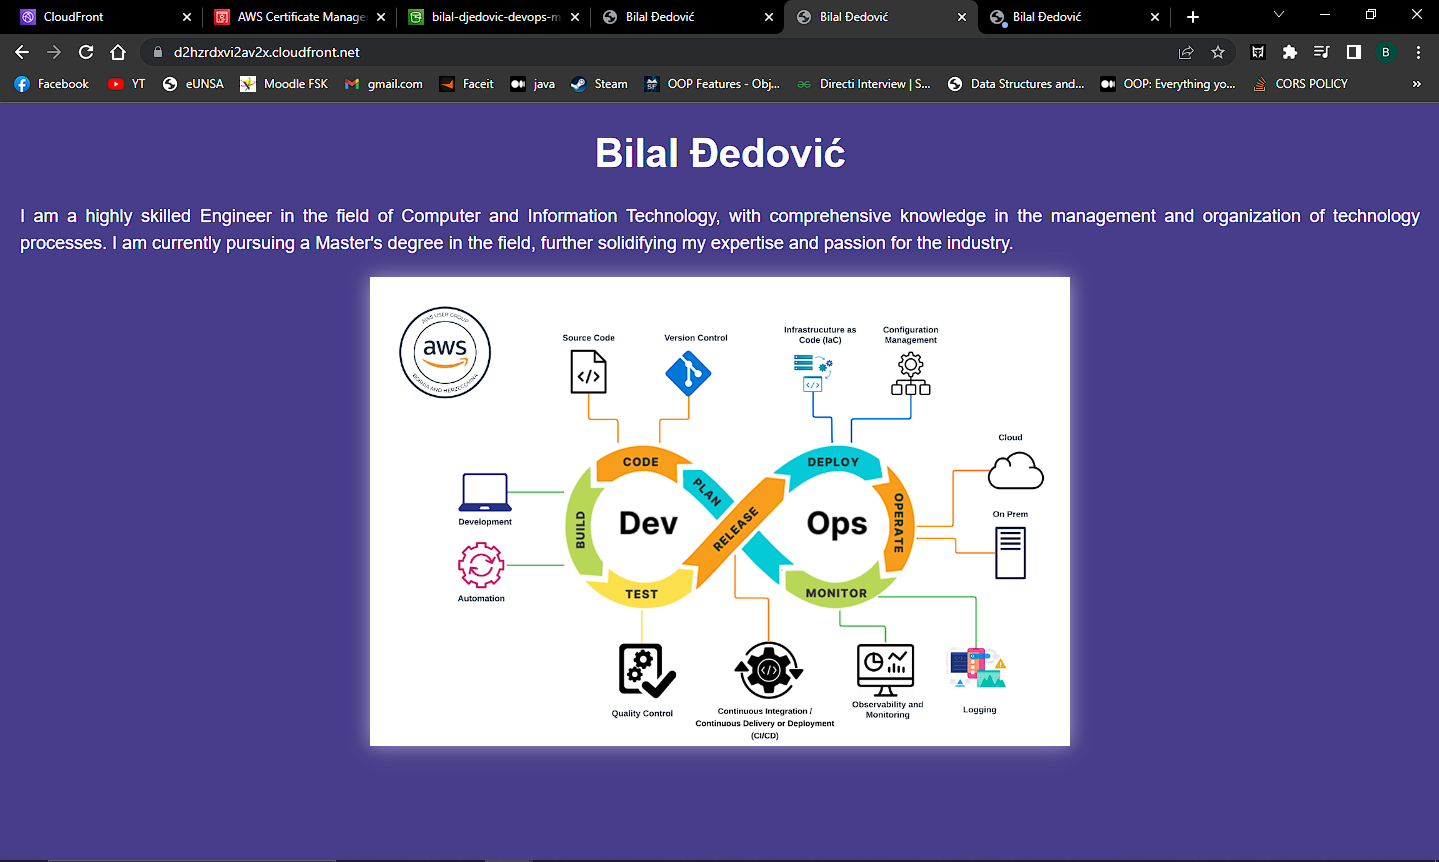 CloudFront
AWS Certificate Manage
bilal-djedovic-devops-m
Bilal Đedović
Bilal Đedović
Bilal Đedović
d2hzrdxvi2av2x.cloudfront.net
B
Facebook
YT
eUNSA
Moodle FSK
gmail.com
Faceit
java
Steam
OOP Features - Obj...
Directi Interview | S...
Data Structures and...
OOP: Everything yo...
CORS POLICY
Bilal Đedović
I am a highly skilled Engineer in the field of Computer and Information Technology, with comprehensive knowledge in the management and organization of technology
processes. I am currently pursuing a Master's degree in the field, further solidifying my expertise and passion for the industry.
AWS USER GROUP
aws
BOSNIA AND HERZEGOVINA
Source Code
Version Control
Infrastrucuture as
Code (IaC)
Configuration
Management
Cloud
On Prem
Development
Automation
CODE
PLAN
DEPLOY
BUILD
Dev
RELEASE
Ops
OPERATE
TEST
MONITOR
Quality Control
Continuous Integration /
Continuous Delivery or Deployment
(CI/CD)
Observability and
Monitoring
Logging